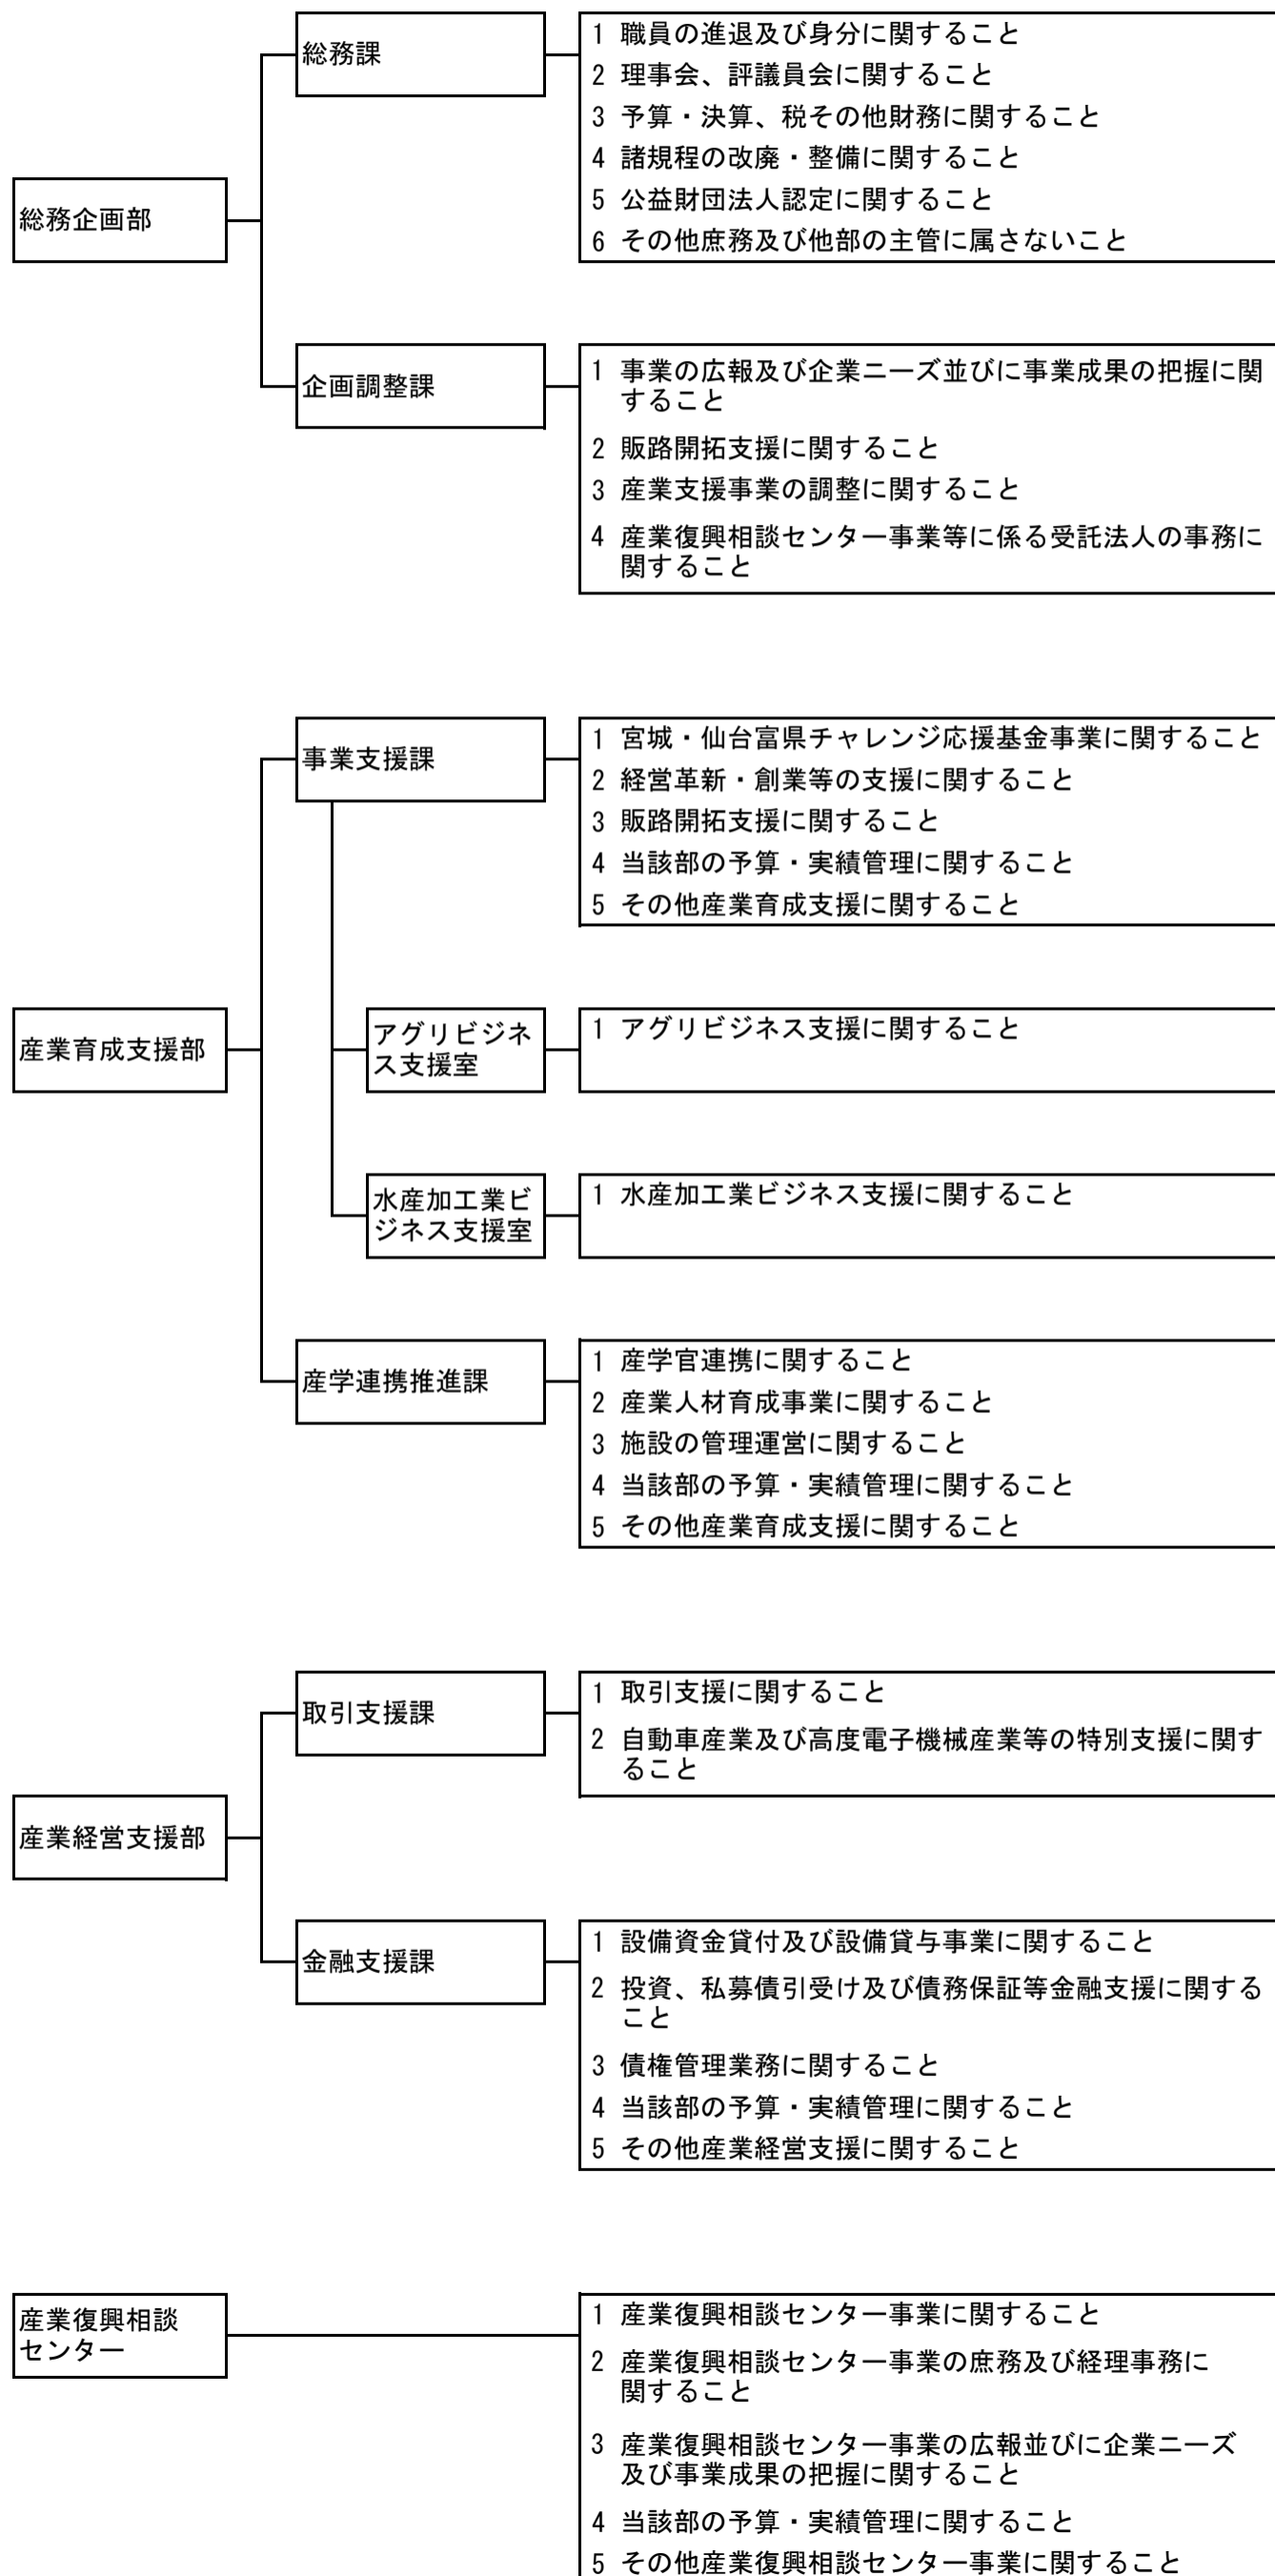 総務企画部
総務課
1 職員の進退及び身分に関すること
2 理事会、評議員会に関すること
3 予算・決算、税その他財務に関すること
4 諸規程の改廃・整備に関すること
5 公益財団法人認定に関すること
6 その他庶務及び他部の主管に属さないこと
企画調整課
1 事業の広報及び企業ニーズ並びに事業成果の把握に関
すること
2 販路開拓支援に関すること
3 産業支援事業の調整に関すること
4 産業復興相談センター事業等に係る受託法人の事務に
関すること
産業育成支援部
事業支援課
1 宮城・仙台富県チャレンジ応援基金事業に関すること
2 経営革新・創業等の支援に関すること
3 販路開拓支援に関すること
4 当該部の予算・実績管理に関すること
5 その他産業育成支援に関すること
アグリビジネ
ス支援室
1 アグリビジネス支援に関すること
水産加工業ビ
ジネス支援室
1 水産加工業ビジネス支援に関すること
産学連携推進課
1 産学官連携に関すること
2 産業人材育成事業に関すること
3 施設の管理運営に関すること
4 当該部の予算・実績管理に関すること
5 その他産業育成支援に関すること
産業経営支援部
取引支援課
1 取引支援に関すること
2 自動車産業及び高度電子機械産業等の特別支援に関す
ること
金融支援課
1 設備資金貸付及び設備貸与事業に関すること
2 投資、私募債引受け及び債務保証等金融支援に関する
こと
3 債権管理業務に関すること
4 当該部の予算・実績管理に関すること
5 その他産業経営支援に関すること
産業復興相談
センター
1 産業復興相談センター事業に関すること
2 産業復興相談センター事業の庶務及び経理事務に
関すること
3 産業復興相談センター事業の広報並びに企業ニーズ
及び事業成果の把握に関すること
4 当該部の予算・実績管理に関すること
5 その他産業復興相談センター事業に関すること